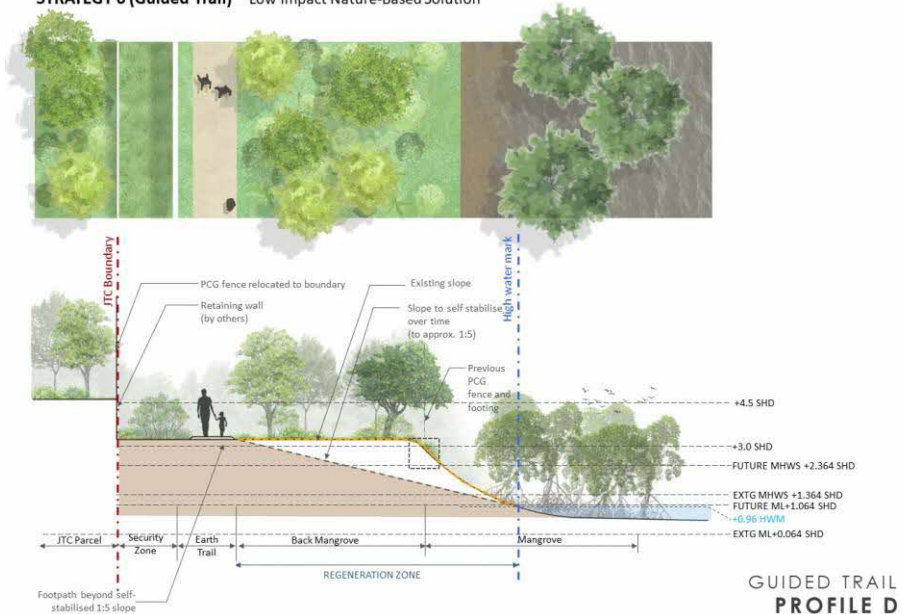 STRATEGY 6 (Guided Trail) – Low Impact Nature-Based Solution
JTC Boundary
High water mark
PCG fence relocated to boundary
Retaining wall
(by others)
Existing slope
Slope to self stabilise
over time
(to approx. 1:5)
Previous
PCG
fence and
footing
+4.5 SHD
+3.0 SHD
FUTURE MHWS +2.364 SHD
EXTG MHWS +1.364 SHD
FUTURE ML+1.064 SHD
+0.96 HWM
EXTG ML+0.064 SHD
JTC Parcel
Security
Zone
Earth
Trail
Back Mangrove
Mangrove
REGENERATION ZONE
Footpath beyond self-
stabilised 1:5 slope
GUIDED TRAIL
PROFILE D